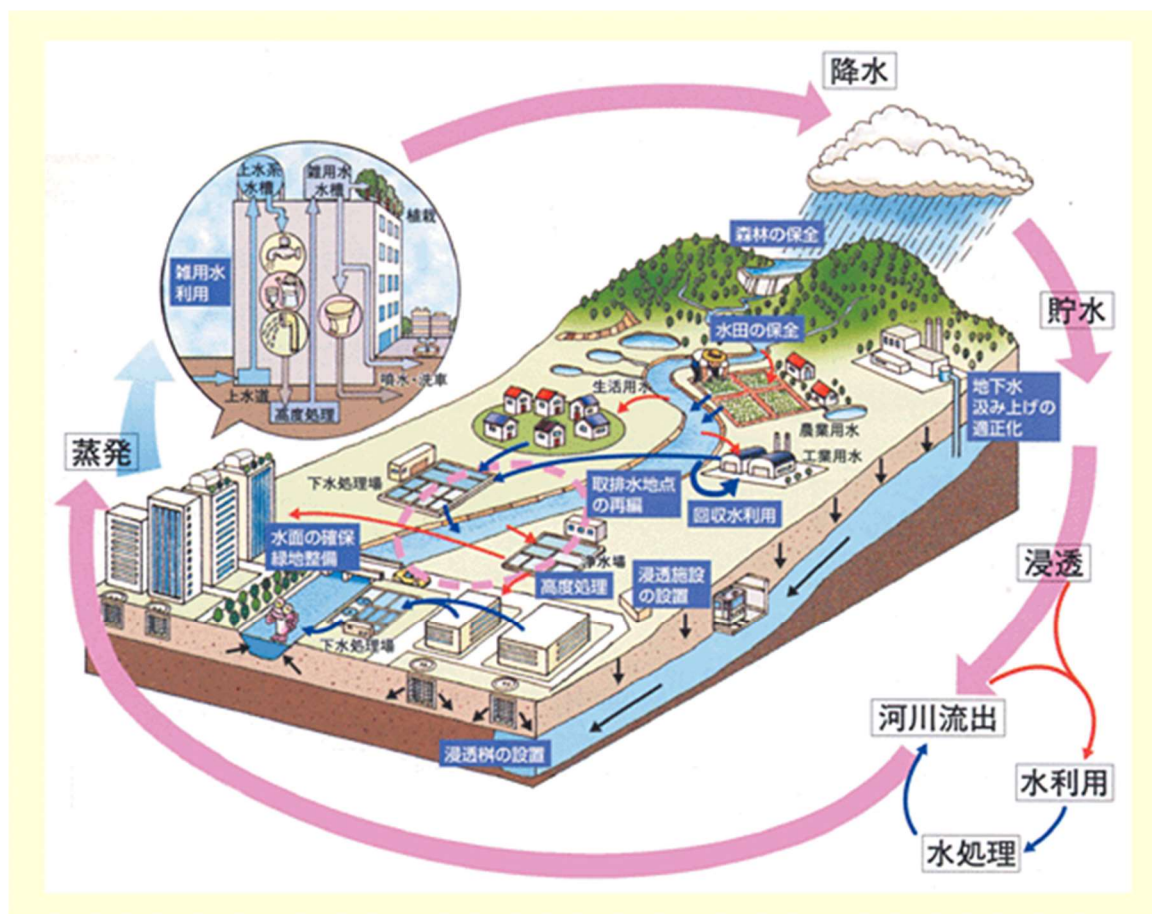 降水
上水系
水槽
雑用水
水槽
植栽
雑用水
利用
噴水・洗車
上水道
高度処理
森林の保全
貯水
水田の保全
生活用水
地下水
汲み上げの
適正化
農業用水
工業用水
蒸発
下水処理場
取排水地点
の再編
回収水利用
水面の確保
緑地整備
浄水場
高度処理
浸透施設
の設置
浸透
下水処理場
河川流出
浸透桝の設置
水利用
水処理